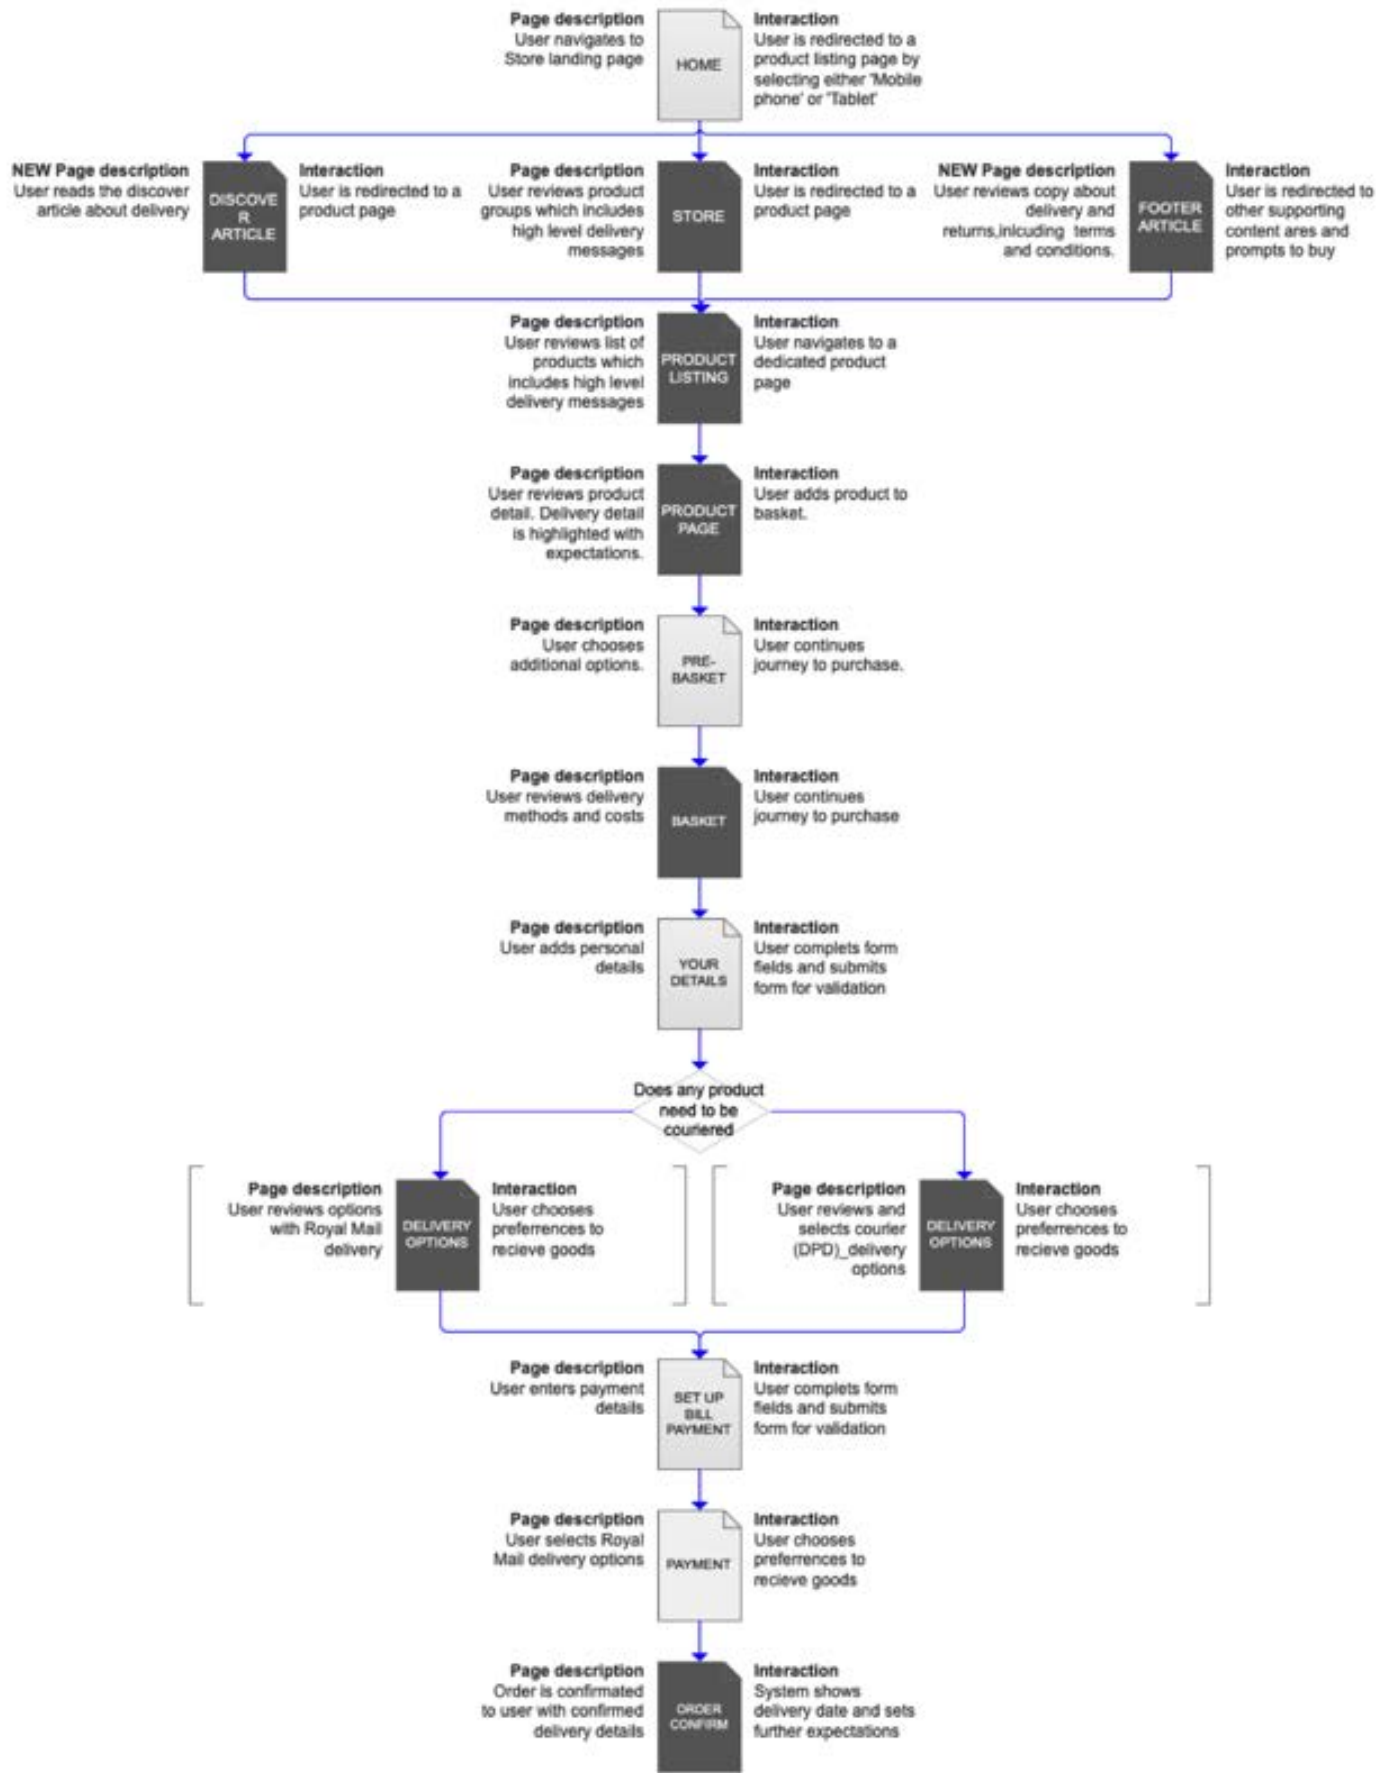 Page description
User navigates to
Store landing page
HOME
Interaction
User is redirected to a
product listing page by
selecting either 'Mobile
phone' or 'Tablet'
NEW Page description
User reads the discover
article about delivery
DISCOVE
R
ARTICLE
Interaction
User is redirected to a
product page
Page description
User reviews product
groups which includes
high level delivery
messages
STORE
Interaction
User is redirected to a
product page
NEW Page description
User reviews copy about
delivery and
returns,inlcuding terms
and conditions.
FOOTER
ARTICLE
Interaction
User is redirected to
other supporting
content ares and
prompts to buy
Page description
User reviews list of
products which
includes high level
delivery messages
PRODUCT
LISTING
Interaction
User navigates to a
dedicated product
page
Page description
User reviews product
detail. Delivery detail
is highlighted with
expectations.
PRODUCT
PAGE
Interaction
User adds product to
basket.
Page description
User chooses
additional options.
PRE-
BASKET
Interaction
User continues
journey to purchase.
Page description
User reviews delivery
methods and costs
BASKET
Interaction
User continues
journey to purchase
Page description
User adds personal
details
YOUR
DETAILS
Interaction
User complets form
fields and submits
form for validation
Does any product
need to be
couriered
Page description
User reviews options
with Royal Mail
delivery
DELIVERY
OPTIONS
Interaction
User chooses
preferrences to
recieve goods
Page description
User reviews and
selects courier
(DPD)_delivery
options
DELIVERY
OPTIONS
Interaction
User chooses
preferrences to
recieve goods
Page description
User enters payment
details
SET UP
BILL
PAYMENT
Interaction
User complets form
fields and submits
form for validation
Page description
User selects Royal
Mail delivery options
PAYMENT
Interaction
User chooses
preferrences to
recieve goods
Page description
Order is confirmated
to user with confirmed
delivery details
ORDER
CONFIRM
Interaction
System shows
delivery date and sets
further expectations